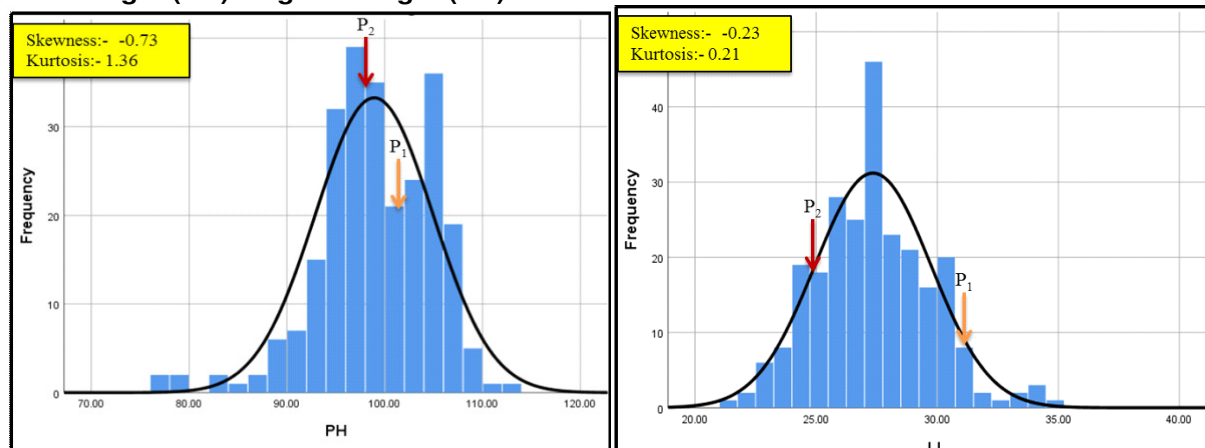 Skewness:- -0.73
Kurtosis:- 1.36
P2
P1
30
20
10
0
Frequency
70.00 80.00 90.00 100.00 110.00 120.00
PH
Skewness:- -0.23
Kurtosis:- 0.21
P2
P1
40
30
20
10
0
Frequency
20.00 25.00 30.00 35.00 40.00